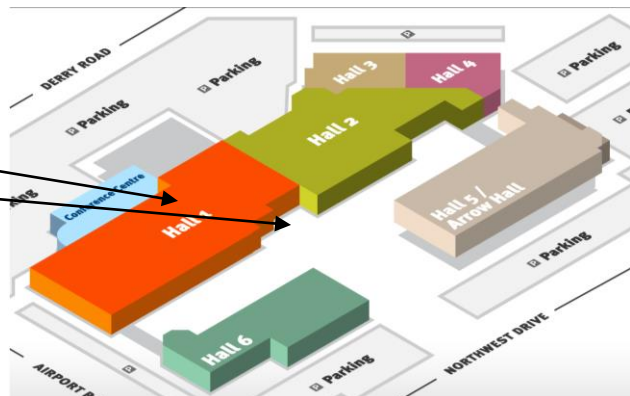 P
DERRY ROAD
P Parking
Hall 3
Hall 4
P Parking
P Parking
Hall 2
P Parking
Conference Centre
Hall 5 /
Arrow Hall
Hall 1
P Parking
Hall 6
NORTHWEST DRIVE
P Parking